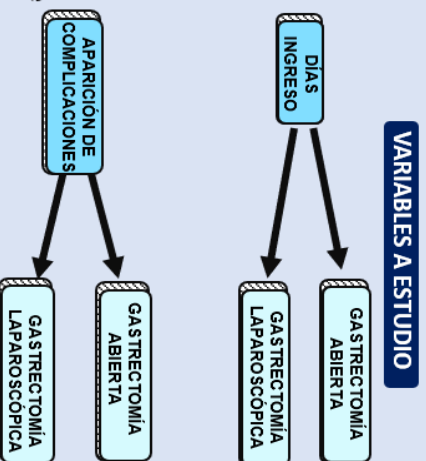 VARIABLES A ESTUDIO
DÍAS
INGRESO
GASTRECTOMÍA
ABIERTA
GASTRECTOMÍA
LAPAROSCÓPICA
APARICIÓN DE
COMPLICACIONES
GASTRECTOMÍA
ABIERTA
GASTRECTOMÍA
LAPAROSCÓPICA